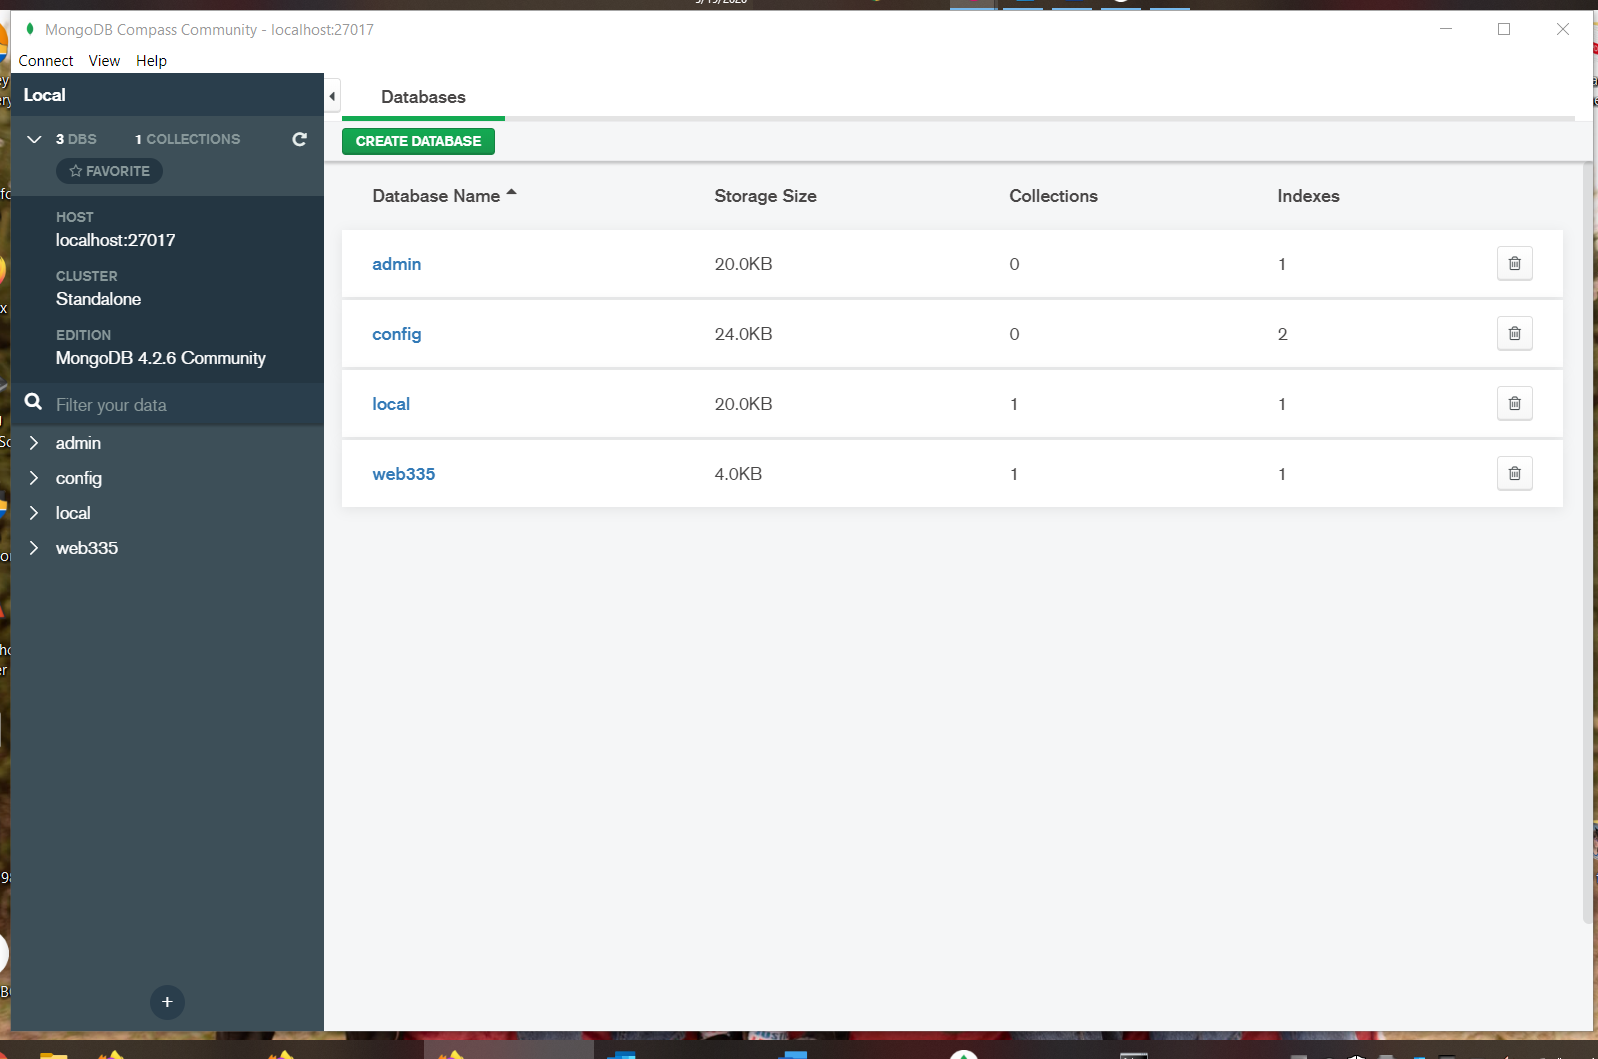 MongoDB Compass Community - localhost:27017
Connect View Help
Local
3 DBS 1 COLLECTIONS
FAVORITE
HOST
localhost:27017
CLUSTER
Standalone
EDITION
MongoDB 4.2.6 Community
Filter your data
admin
config
local
web335
+
Databases
CREATE DATABASE
Database Name Storage Size Collections Indexes
admin 20.0KB 0 1
config 24.0KB 0 2
local 20.0KB 1 1
web335 4.0KB 1 1